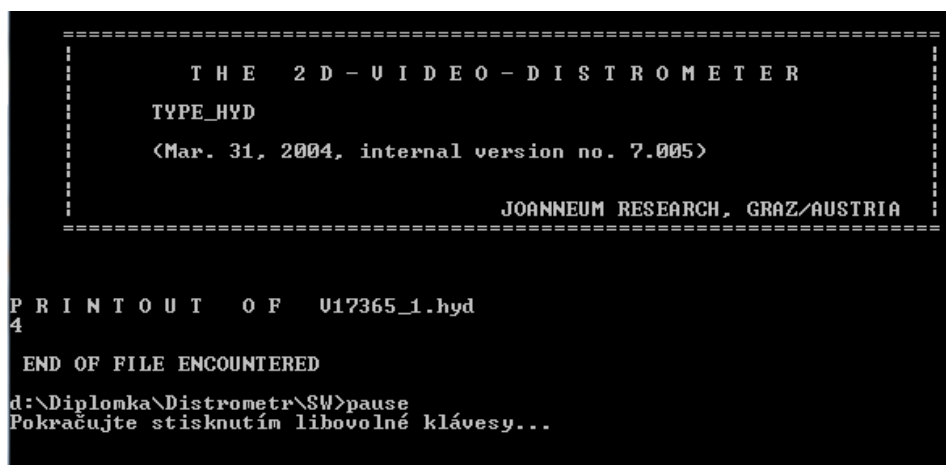 T H E 2 D - V I D E O - D I S T R O M E T E R
TYPE_HYD
(Mar. 31, 2004, internal version no. 7.005)
JOANNEUM RESEARCH, GRAZ/AUSTRIA
P R I N T O U T O F V17365_1.hyd
4
END OF FILE ENCOUNTERED
d:\Diplomka\Distrometr\SW>pause
Pokračujte stisknutím libovolné klávesy...